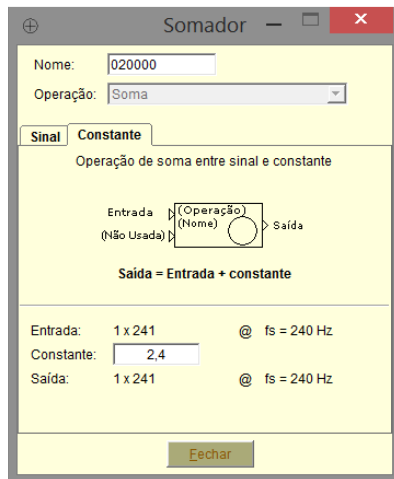 Somador
Nome: 020000
Operação: Soma
Sinal Constante
Operação de soma entre sinal e constante
Entrada (Operação)
(Nome) Saída
(Não Usada)
Saída = Entrada + constante
Entrada: 1 x 241 @ fs = 240 Hz
Constante: 2,4
Saída: 1 x 241 @ fs = 240 Hz
Fechar